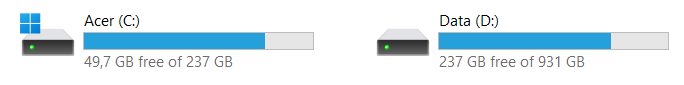 Acer (C:)
49,7 GB free of 237 GB
Data (D:)
237 GB free of 931 GB